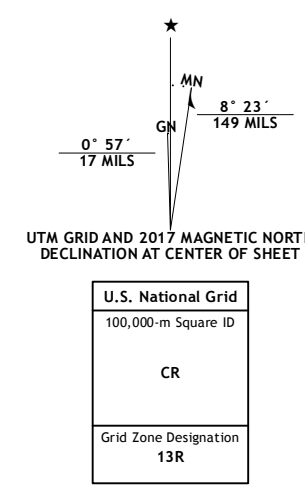 ★
MN
GN
8° 23´
149 MILS
0° 57´
17 MILS
UTM GRID AND 2017 MAGNETIC NORT
DECLINATION AT CENTER OF SHEET
U.S. National Grid
100,000-m Square ID
CR
Grid Zone Designation
13R